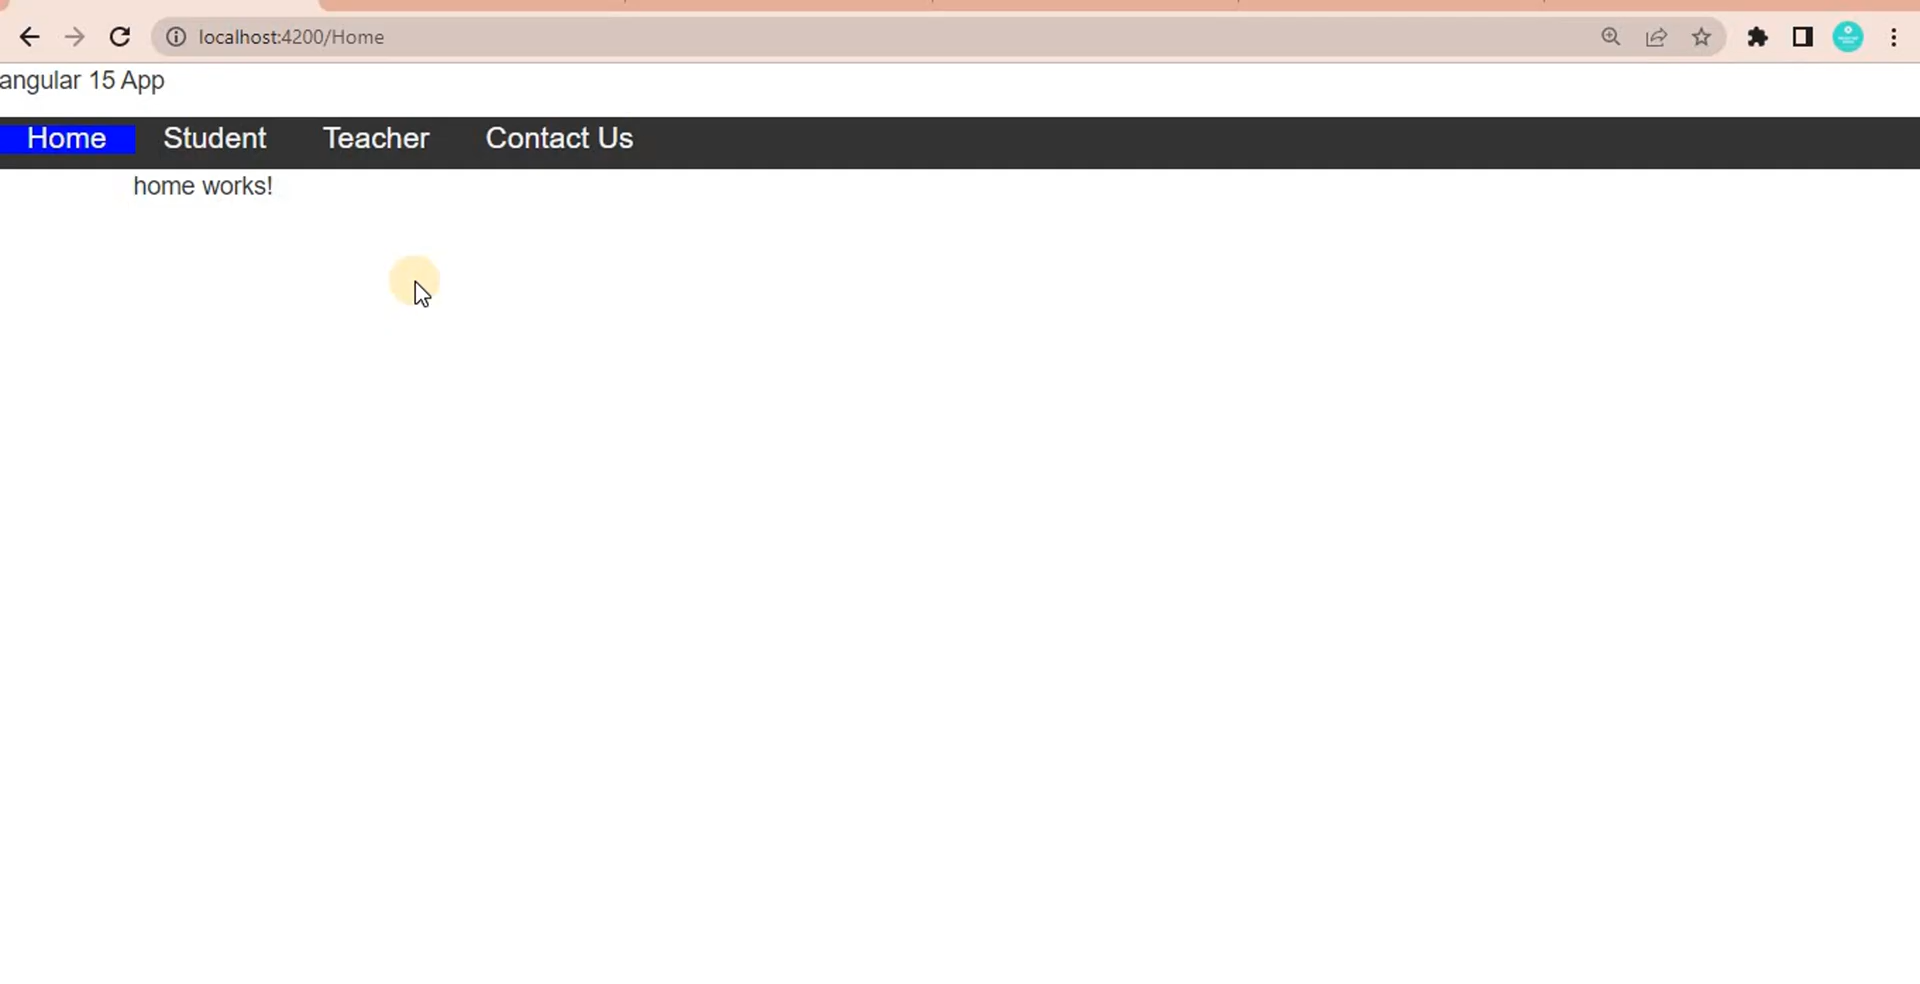 localhost:4200/Home
angular 15 App
Home Student Teacher Contact Us
home works!